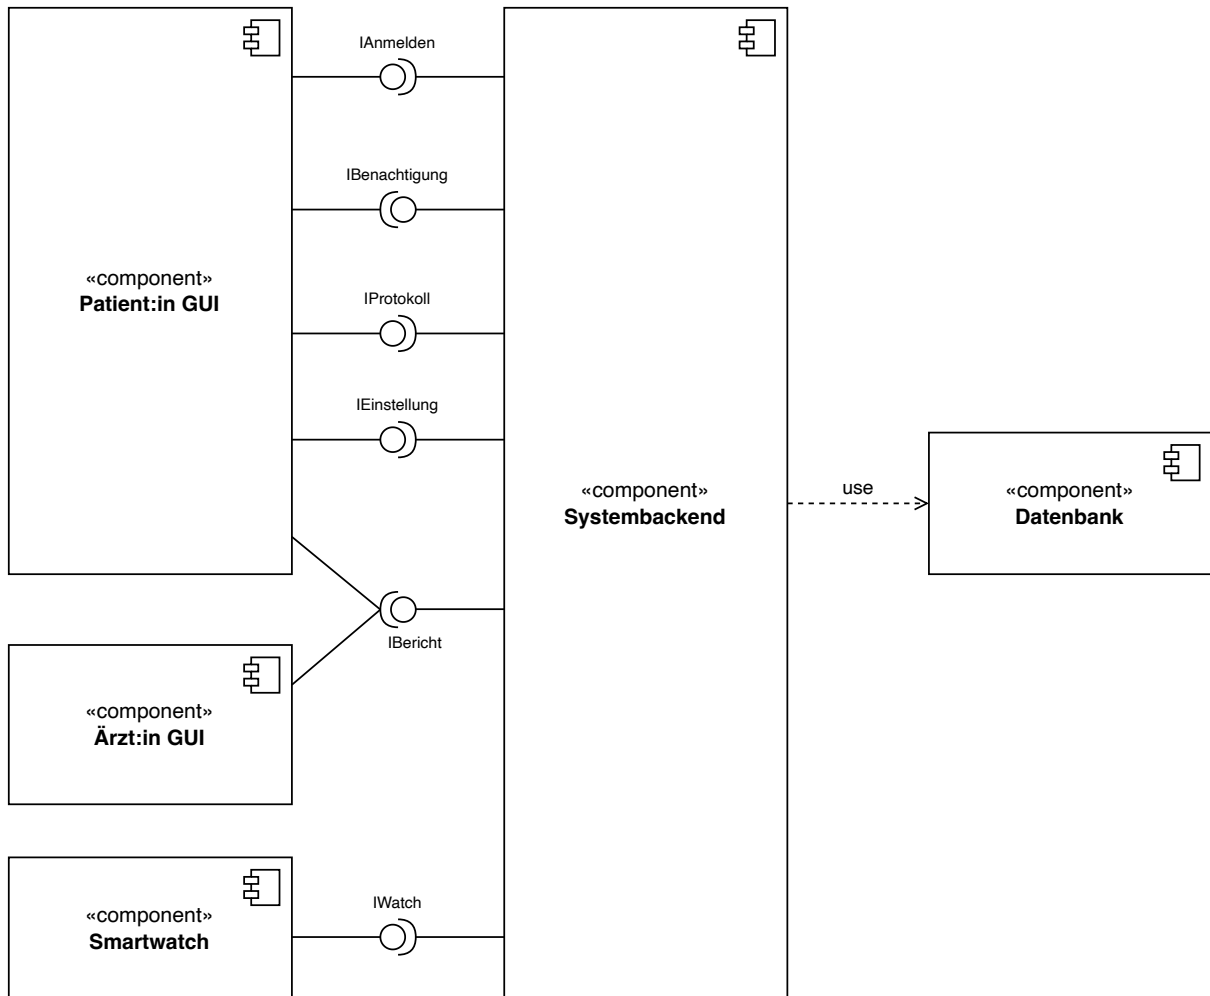 IAnmelden
IBenachtigung
«component»
Patient:in GUI
IProtokoll
IEinstellung
«component»
Systembackend
use
«component»
Datenbank
IBericht
«component»
Ärzt:in GUI
IWatch
«component»
Smartwatch